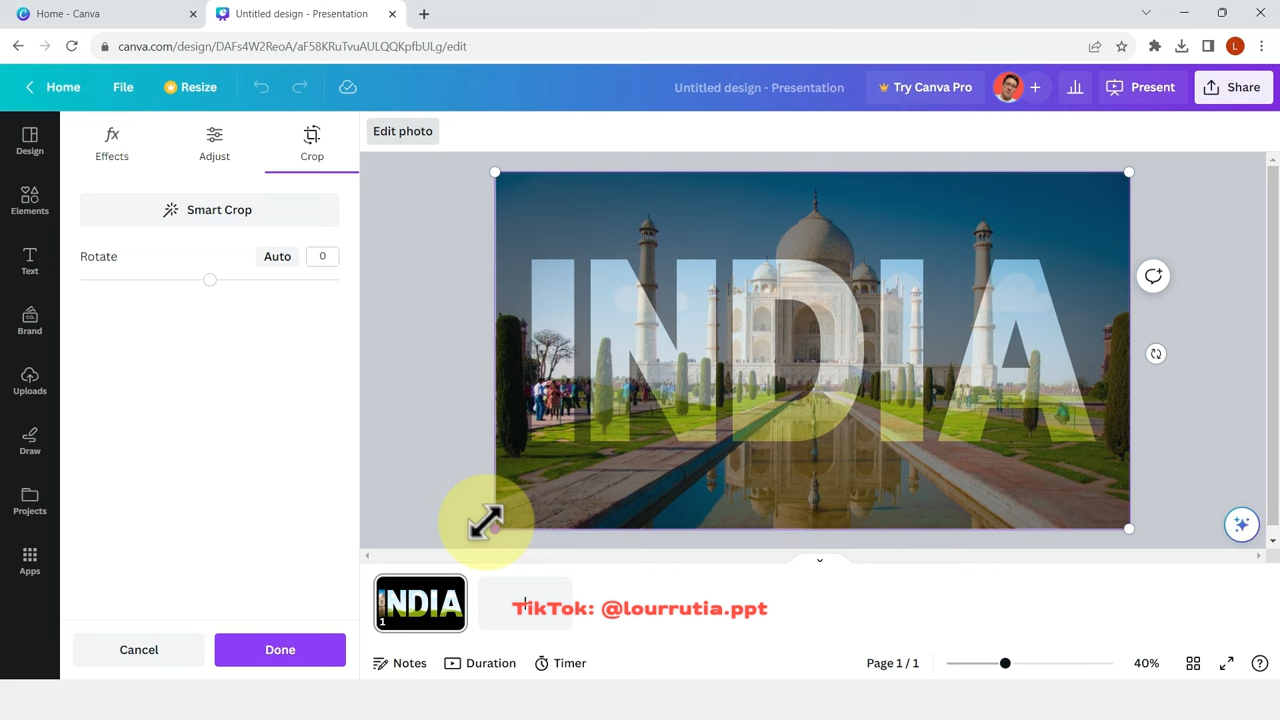 Home - Canva
Untitled design - Presentation
canva.com/design/DAFs4W2ReoA/aF58KRuTvuAULQQKpfbULg/edit
L
Home
File
Resize
Untitled design - Presentation
Try Canva Pro
Present
Share
Design
Elements
Text
Brand
Uploads
Draw
Projects
Apps
fx
Effects
Adjust
Crop
Smart Crop
Rotate
Auto
0
Cancel
Done
Edit photo
INDIA
INDIA
1
TikTok: @lourrutia.ppt
Notes
Duration
Timer
Page 1 / 1
40%